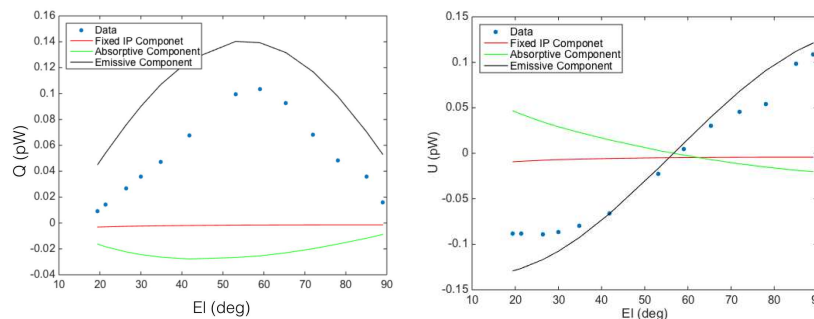 0.16
0.14
0.12
0.1
0.08
0.06
0.04
0.02
0
-0.02
-0.04
Q (pW)
Data
Fixed IP Componet
Absorptive Component
Emissive Component
10 20 30 40 50 60 70 80 90
El (deg)
0.15
0.1
0.05
0
-0.05
-0.1
-0.15
U (pW)
Data
Fixed IP Componet
Absorptive Component
Emissive Component
10 20 30 40 50 60 70 80 90
El (deg)